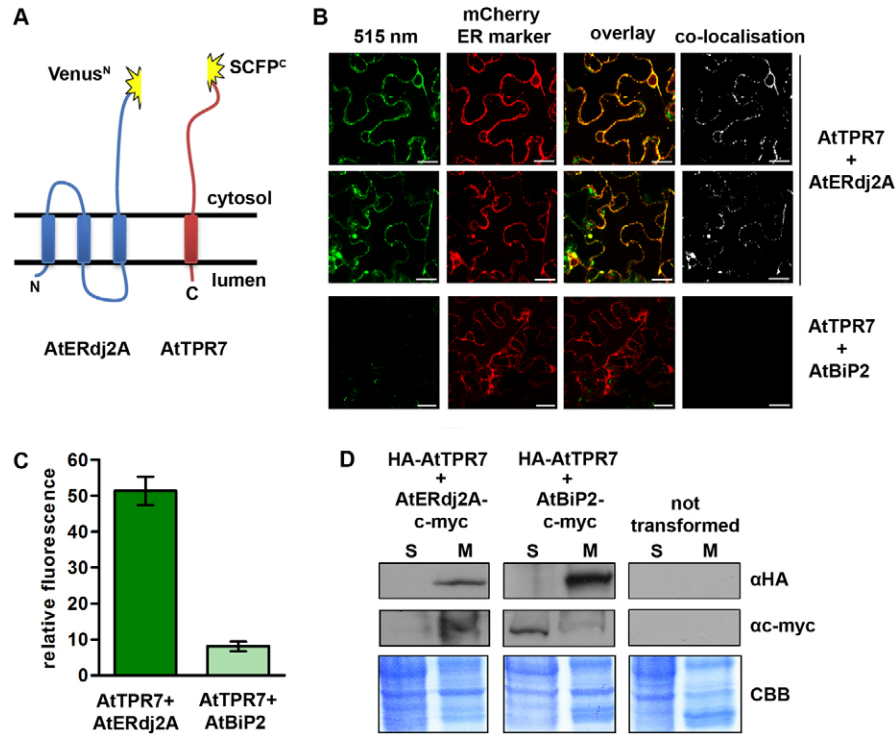 A
Venusᴺ
SCFPᶜ
cytosol
lumen
N
C
AtERdj2A
AtTPR7
B
515 nm
mCherry
ER marker
overlay
co-localisation
AtTPR7
+
AtERdj2A
AtTPR7
+
AtBiP2
C
relative fluorescence
60
50
40
30
20
10
0
AtTPR7+
AtERdj2A
AtTPR7+
AtBiP2
D
HA-AtTPR7
+
AtERdj2A-
c-myc
HA-AtTPR7
+
AtBiP2-
c-myc
not
transformed
S M S M S M
αHA
αc-myc
CBB